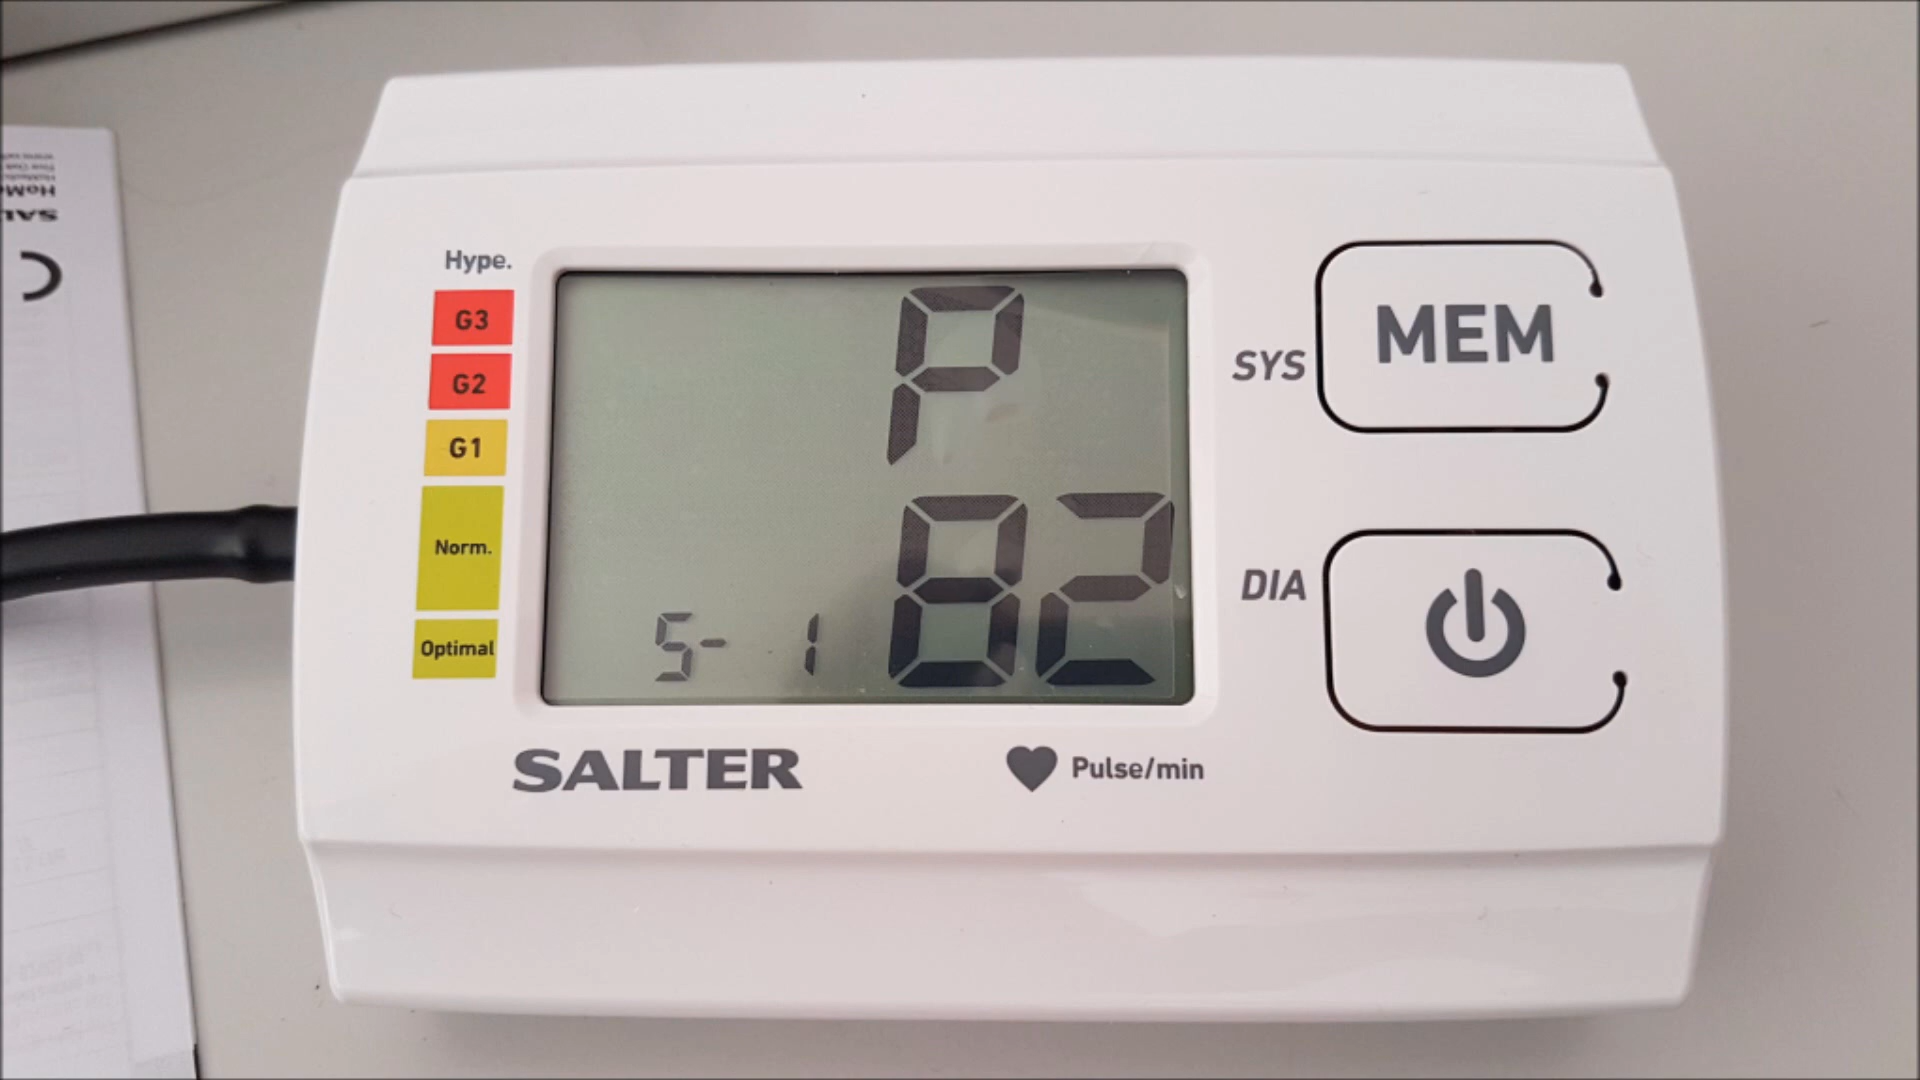 Hype.
G3
G2
G1
Norm.
Optimal
P
82
5- 1
SYS
MEM
DIA
SALTER
Pulse/min